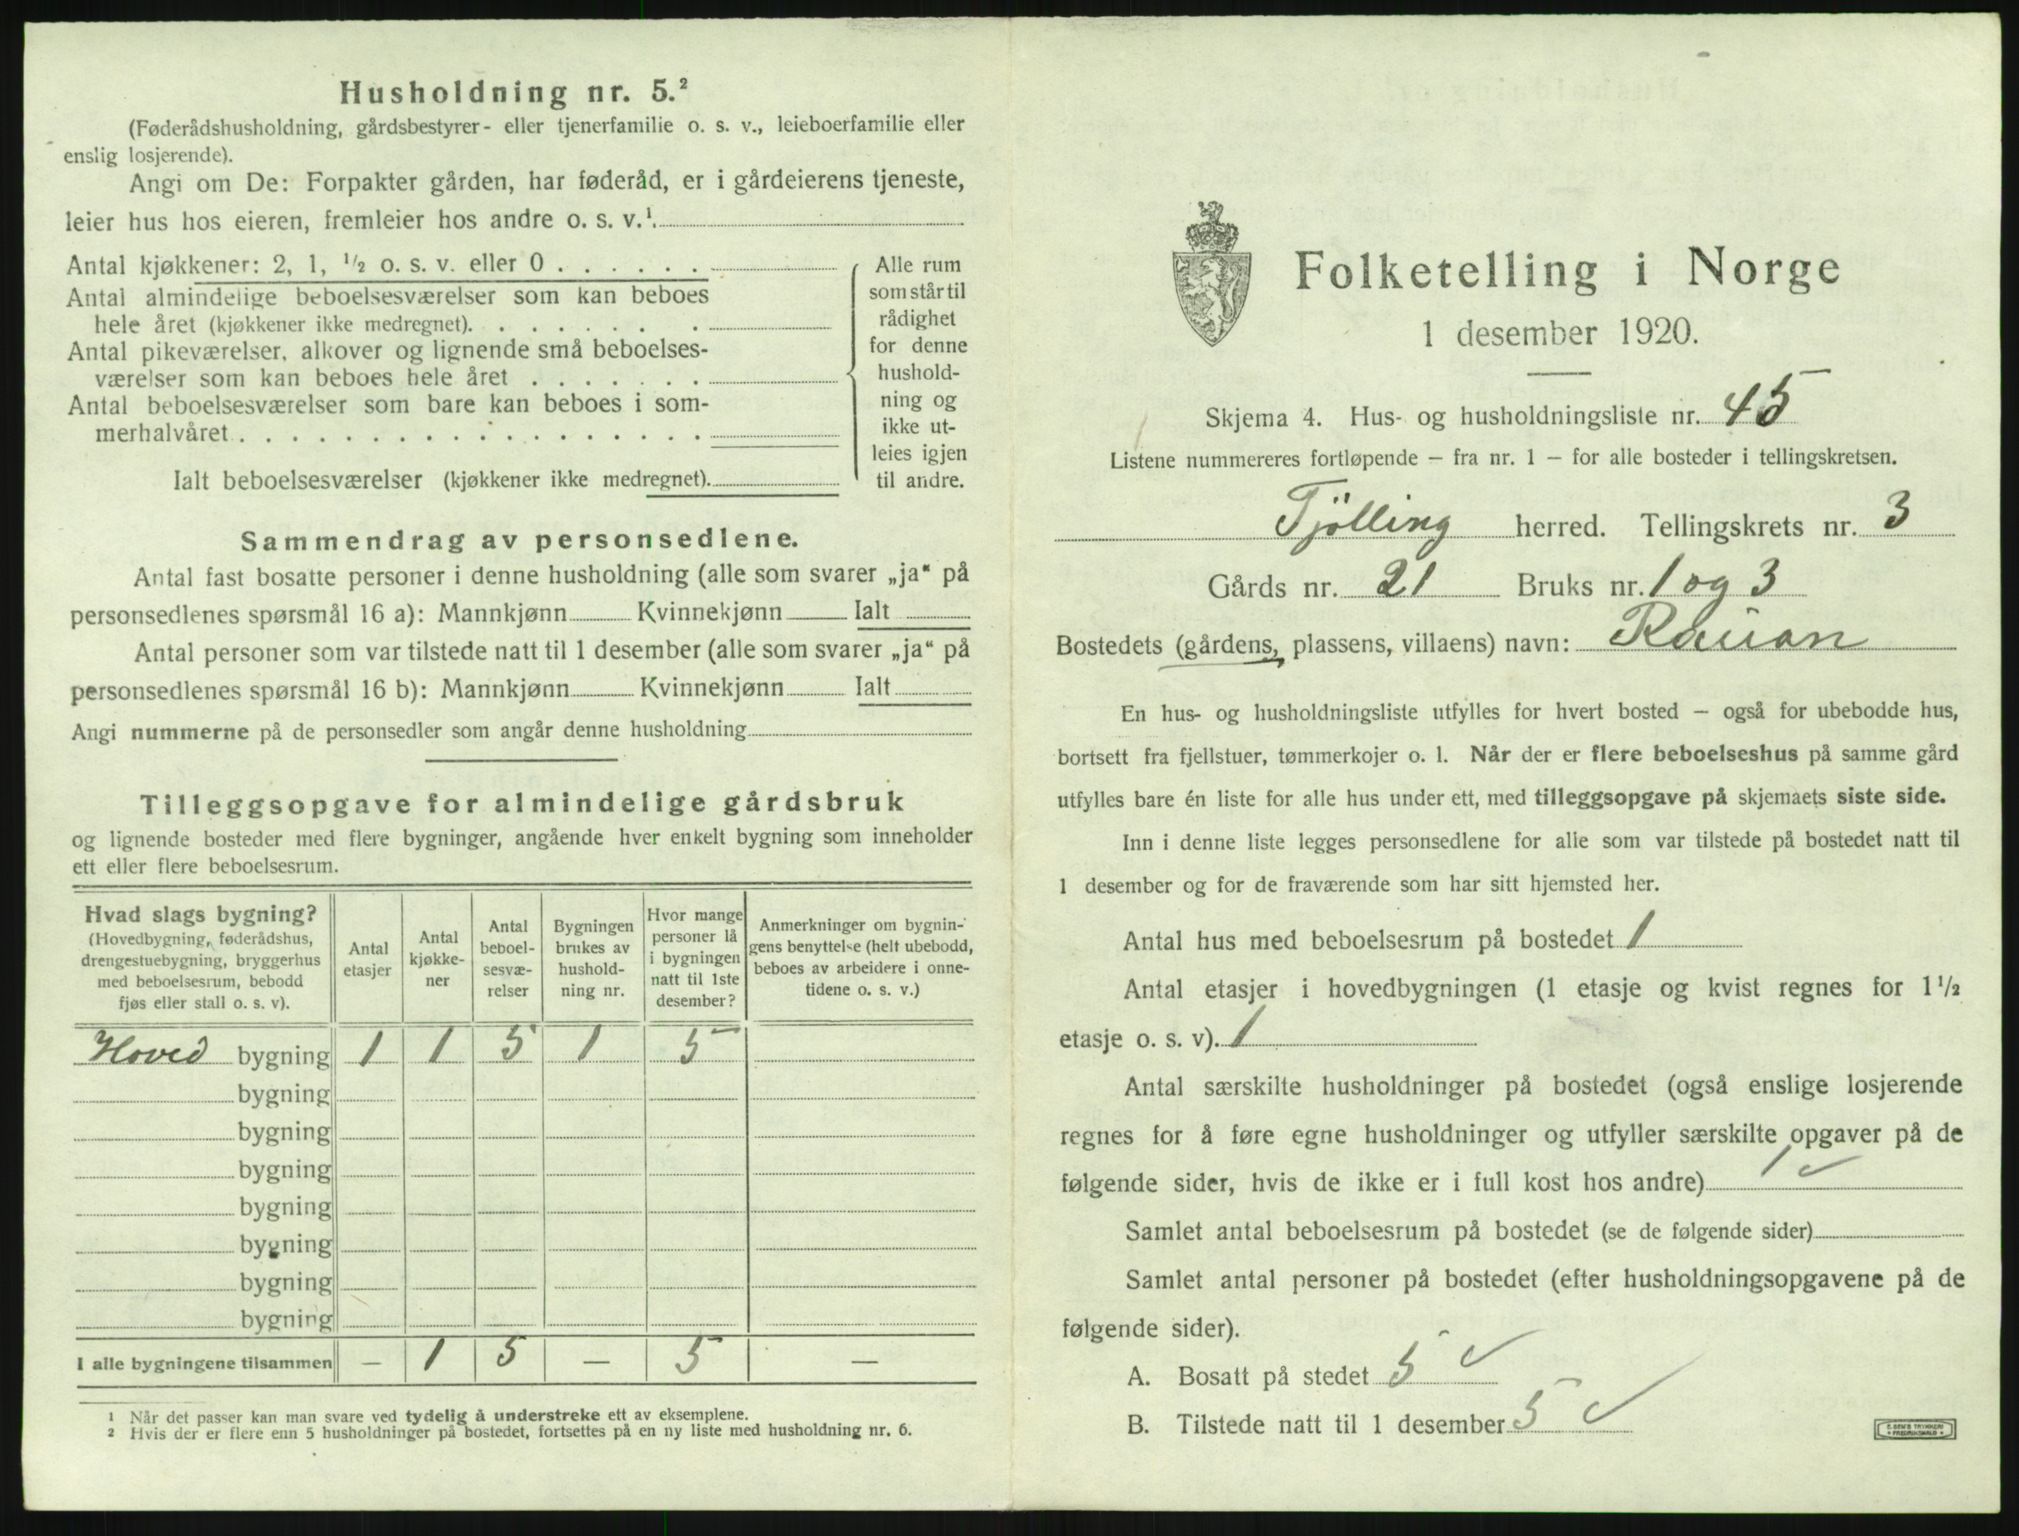 Husholdning nr. 5.²
(Føderådshusholdning, gårdsbestyrer- eller tjenerfamilie o. s. v., leieboerfamilie eller
enslig losjerende).
Angi om De: Forpakter gården, har føderåd, er i gårdeierens tjeneste,
leier hus hos eieren, fremleier hos andre o. s. v.¹.
Antal kjøkkener: 2, 1, ½ o. s. v. eller 0 . . . . . .
Antal almindelige beboelsesværelser som kan beboes
hele året (kjøkkener ikke medregnet). . . . . . . . .
Antal pikeværelser, alkover og lignende små beboelses-
værelser som kan beboes hele året . . . . . . .
Antal beboelsesværelser som bare kan beboes i som-
merhalvåret . . . . . . . . . . . . . . . . . .
Ialt beboelsesværelser (kjøkkener ikke medregnet).
Alle rum
som står til
rådighet
for denne
hushold-
ning og
ikke ut-
leies igjen
til andre.
Sammendrag av personsedlene.
Antal fast bosatte personer i denne husholdning (alle som svarer „ja“ på
personsedlenes spørsmål 16 a): Mannkjønn Kvinnekjønn Ialt
Antal personer som var tilstede natt til 1 desember (alle som svarer „ja“ på
personsedlenes spørsmål 16 b): Mannkjønn Kvinnekjønn Ialt
Angi nummerne på de personsedler som angår denne husholdning
Tilleggsopgave for almindelige gårdsbruk
og lignende bosteder med flere bygninger, angående hver enkelt bygning som inneholder
ett eller flere beboelsesrum.
Hvad slags bygning?
(Hovedbygning, føderådshus,
drengestuebygning, bryggerhus
med beboelsesrum, bebodd
fjøs eller stall o. s. v).
Antal
etasjer
Antal
kjøkke-
ner
Antal
beboel-
sesvæ-
relser
Bygningen
brukes av
hushold-
ning nr.
Hvor mange
personer lå
i bygningen
natt til 1ste
desember?
Anmerkninger om bygnin-
gens benyttelse (helt ubebodd,
beboes av arbeidere i onne-
tidene o. s. v.)
Hoved bygning 1 1 5 1 5
bygning
bygning
bygning
bygning
bygning
bygning
bygning
I alle bygningene tilsammen — 1 5 — 5 —
1 Når det passer kan man svare ved tydelig å understreke ett av eksemplene.
2 Hvis der er flere enn 5 husholdninger på bostedet, fortsettes på en ny liste med husholdning nr. 6.
Folketelling i Norge
1 desember 1920.
Skjema 4. Hus- og husholdningsliste nr. 45
Listene nummereres fortløpende – fra nr. 1 – for alle bosteder i tellingskretsen.
Tjölling herred. Tellingskrets nr. 3
Gårds nr. 21 Bruks nr. 1 og 3
Bostedets (gårdens, plassens, villaens) navn: Rauan
En hus- og husholdningsliste utfylles for hvert bosted – også for ubebodde hus,
bortsett fra fjellstuer, tømmerkojer o. l. Når der er flere beboelseshus på samme gård
utfylles bare én liste for alle hus under ett, med tilleggsopgave på skjemaets siste side.
Inn i denne liste legges personsedlene for alle som var tilstede på bostedet natt til
1 desember og for de fraværende som har sitt hjemsted her.
Antal hus med beboelsesrum på bostedet 1
Antal etasjer i hovedbygningen (1 etasje og kvist regnes for 1½
etasje o. s. v). 1
Antal særskilte husholdninger på bostedet (også enslige losjerende
regnes for å føre egne husholdninger og utfyller særskilte opgaver på de
følgende sider, hvis de ikke er i full kost hos andre) 1 ✓
Samlet antal beboelsesrum på bostedet (se de følgende sider)
Samlet antal personer på bostedet (efter husholdningsopgavene på de
følgende sider).
A. Bosatt på stedet 5 ✓
B. Tilstede natt til 1 desember 5 ✓